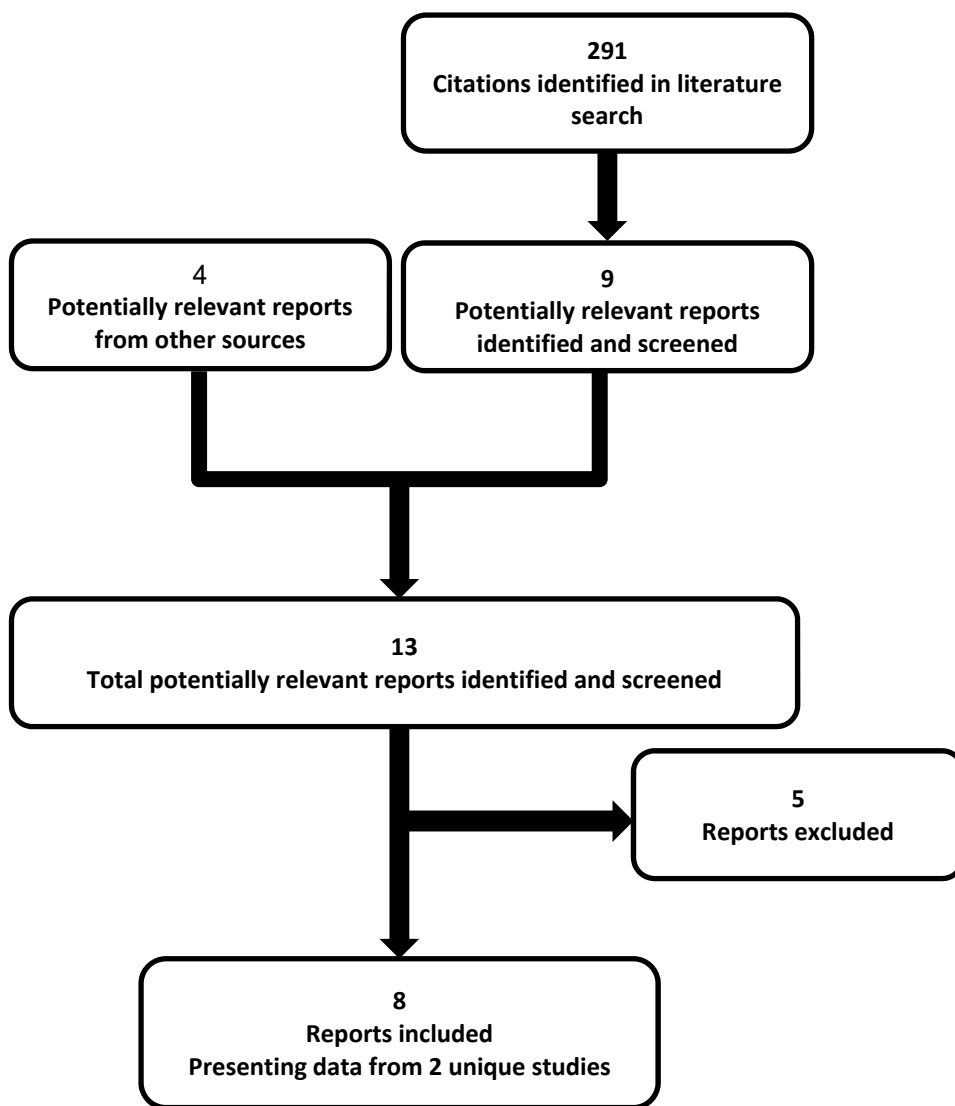 291
Citations identified in literature
search
4
Potentially relevant reports
from other sources
9
Potentially relevant reports
identified and screened
13
Total potentially relevant reports identified and screened
5
Reports excluded
8
Reports included
Presenting data from 2 unique studies